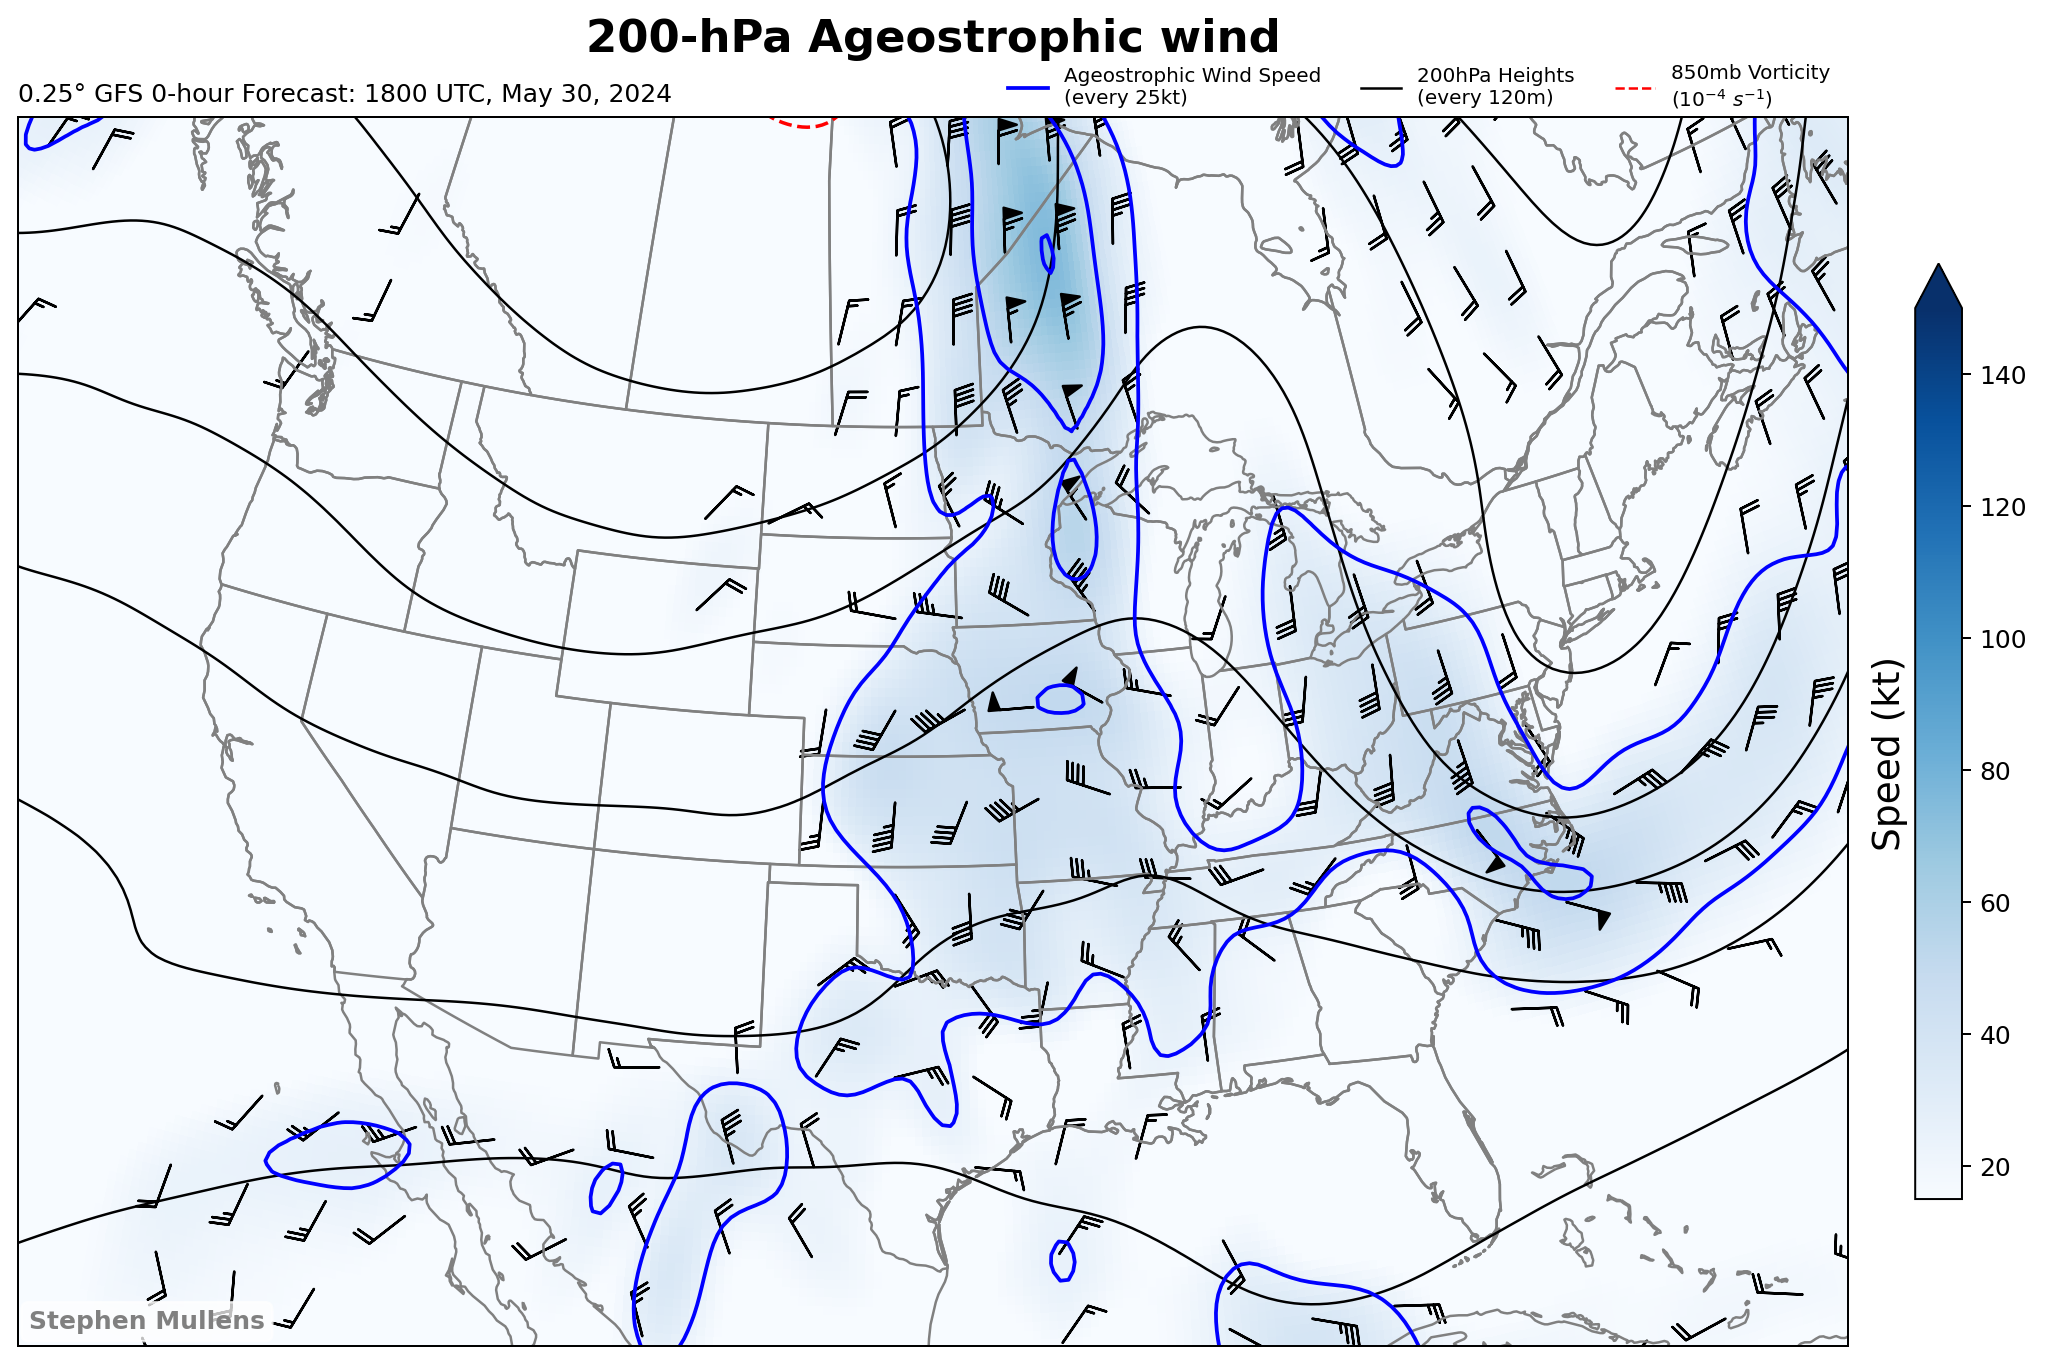 200-hPa Ageostrophic wind
0.25° GFS 0-hour Forecast: 1800 UTC, May 30, 2024
Ageostrophic Wind Speed
(every 25kt)
200hPa Heights
(every 120m)
850mb Vorticity
(10⁻⁴ s⁻¹)
140
120
100
80
60
40
20
Speed (kt)
Stephen Mullens